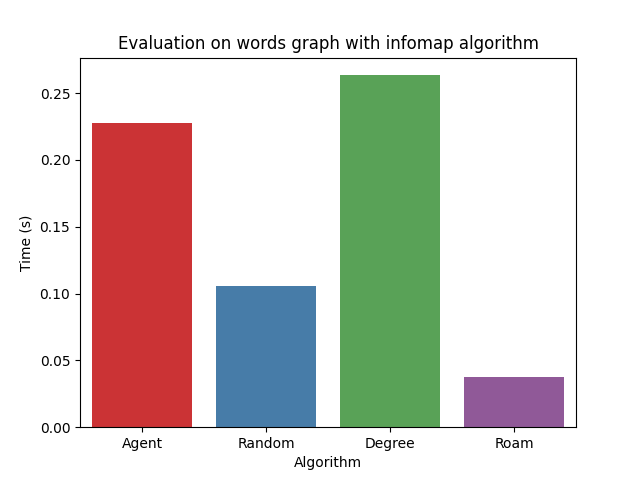 Evaluation on words graph with infomap algorithm
0.25
0.20
0.15
0.10
0.05
0.00
Time (s)
Agent Random Degree Roam
Algorithm